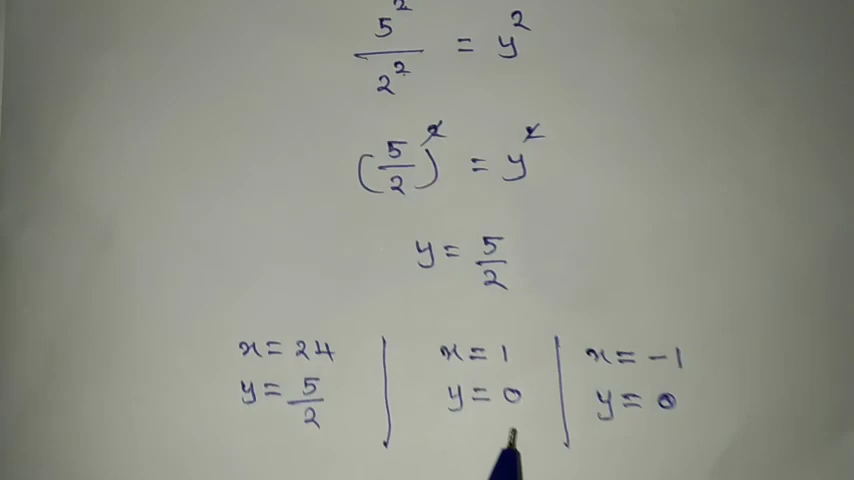 5²/2² = y²
(5/2)² = y²
y = 5/2
x = 24 | x = 1 | x = -1
y = 5/2 | y = 0 | y = 0